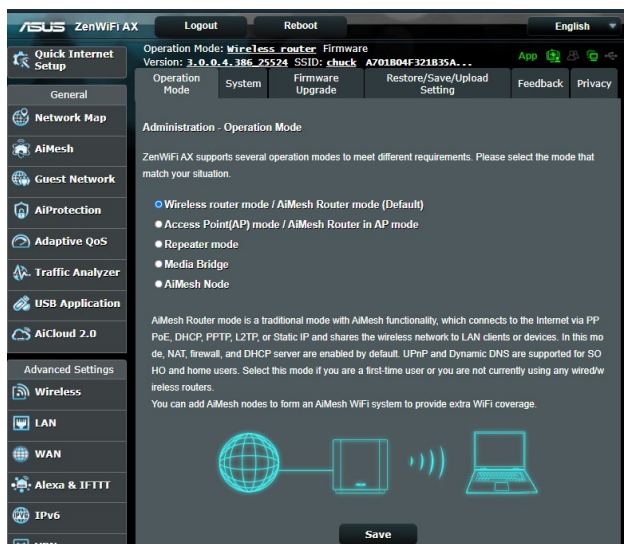 ASUS ZenWiFi AX
Logout
Reboot
English
Quick Internet
Setup
Operation Mode: Wireless router Firmware
Version: 3.0.0.4.386_25524 SSID: chuck A701B04F321B35A...
App
Operation
Mode
System
Firmware
Upgrade
Restore/Save/Upload
Setting
Feedback
Privacy
General
Network Map
AiMesh
Guest Network
AiProtection
Adaptive QoS
Traffic Analyzer
USB Application
AiCloud 2.0
Advanced Settings
Wireless
LAN
WAN
Alexa & IFTTT
IPv6
Administration - Operation Mode
ZenWiFi AX supports several operation modes to meet different requirements. Please select the mode that
match your situation.
Wireless router mode / AiMesh Router mode (Default)
Access Point(AP) mode / AiMesh Router in AP mode
Repeater mode
Media Bridge
AiMesh Node
AiMesh Router mode is a traditional mode with AiMesh functionality, which connects to the Internet via PP
PoE, DHCP, PPTP, L2TP, or Static IP and shares the wireless network to LAN clients or devices. In this mo
de, NAT, firewall, and DHCP server are enabled by default. UPnP and Dynamic DNS are supported for SO
HO and home users. Select this mode if you are a first-time user or you are not currently using any wired/w
ireless routers.
You can add AiMesh nodes to form an AiMesh WiFi system to provide extra WiFi coverage.
Save